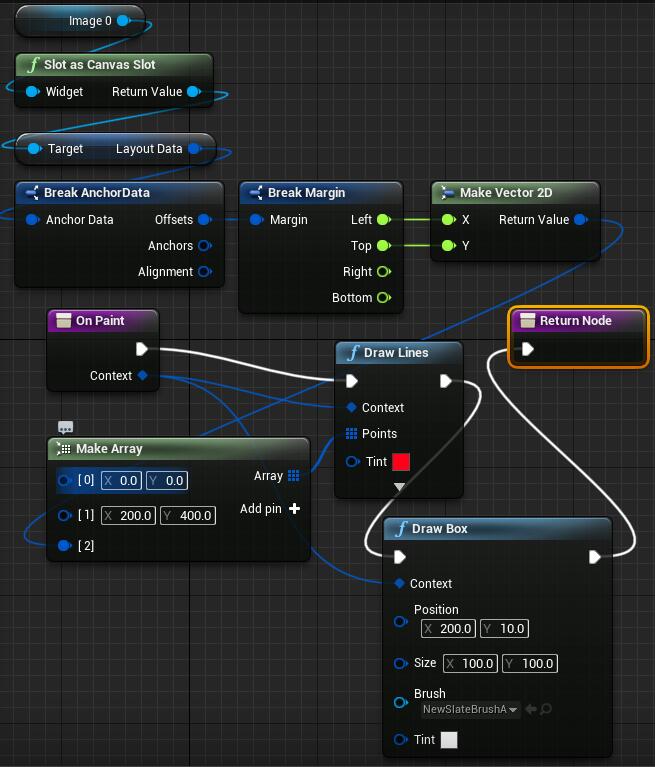 Image 0
f Slot as Canvas Slot
Widget Return Value
Target Layout Data
Break AnchorData
Anchor Data Offsets
Anchors
Alignment
Break Margin
Margin Left
Top
Right
Bottom
Make Vector 2D
X Return Value
Y
On Paint
Context
Return Node
f Draw Lines
Context
Points
Tint
Make Array
[0] X 0.0 Y 0.0
Array
[1] X 200.0 Y 400.0
Add pin +
[2]
f Draw Box
Context
Position
X 200.0 Y 10.0
Size X 100.0 Y 100.0
Brush
NewSlateBrushA
Tint